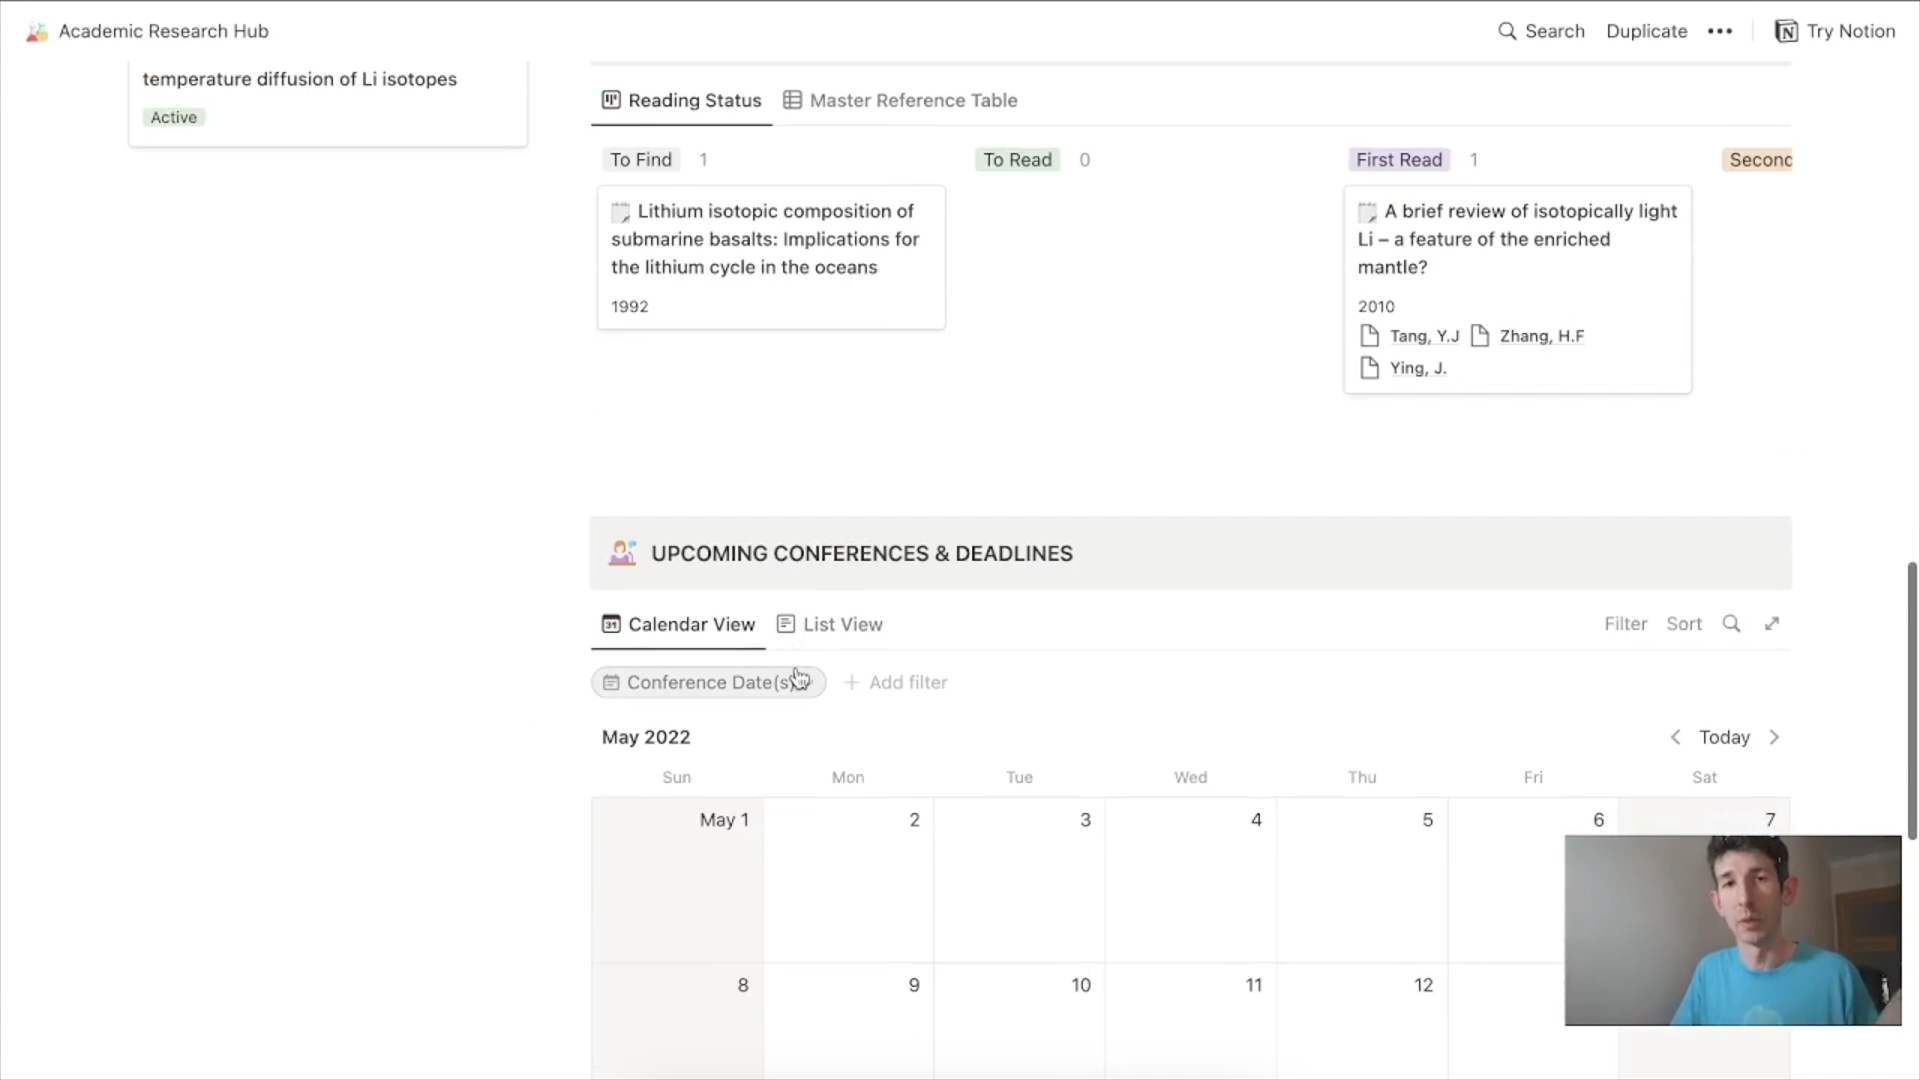 Academic Research Hub
Search
Duplicate
Try Notion
temperature diffusion of Li isotopes
Active
Reading Status
Master Reference Table
To Find 1
To Read 0
First Read 1
Secon
Lithium isotopic composition of
submarine basalts: Implications for
the lithium cycle in the oceans
1992
A brief review of isotopically light
Li – a feature of the enriched
mantle?
2010
Tang, Y.J
Zhang, H.F
Ying, J.
UPCOMING CONFERENCES & DEADLINES
31
Calendar View
List View
Filter
Sort
Conference Date(s
+ Add filter
May 2022
Today
Sun Mon Tue Wed Thu Fri Sat
May 1 2 3 4 5 6 7
8 9 10 11 12